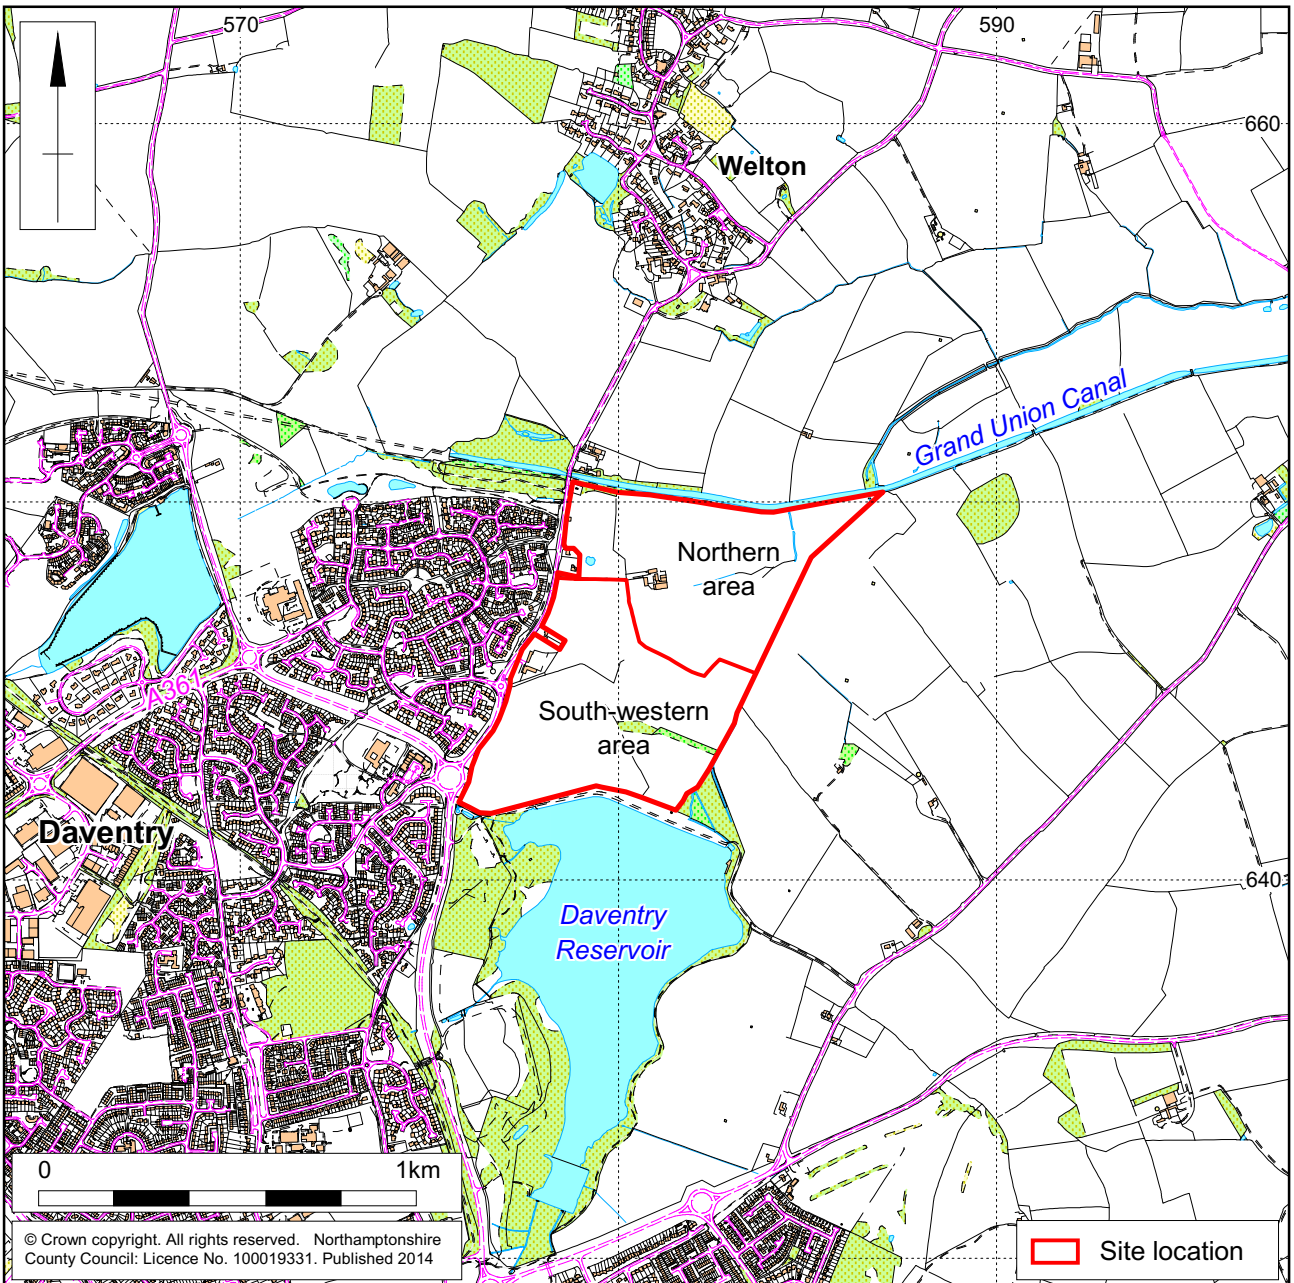 570
590
660
Welton
Grand Union Canal
Northern
area
A361
South-western
area
Daventry
640
Daventry
Reservoir
0 1km
© Crown copyright. All rights reserved. Northamptonshire
County Council: Licence No. 100019331. Published 2014
Site location